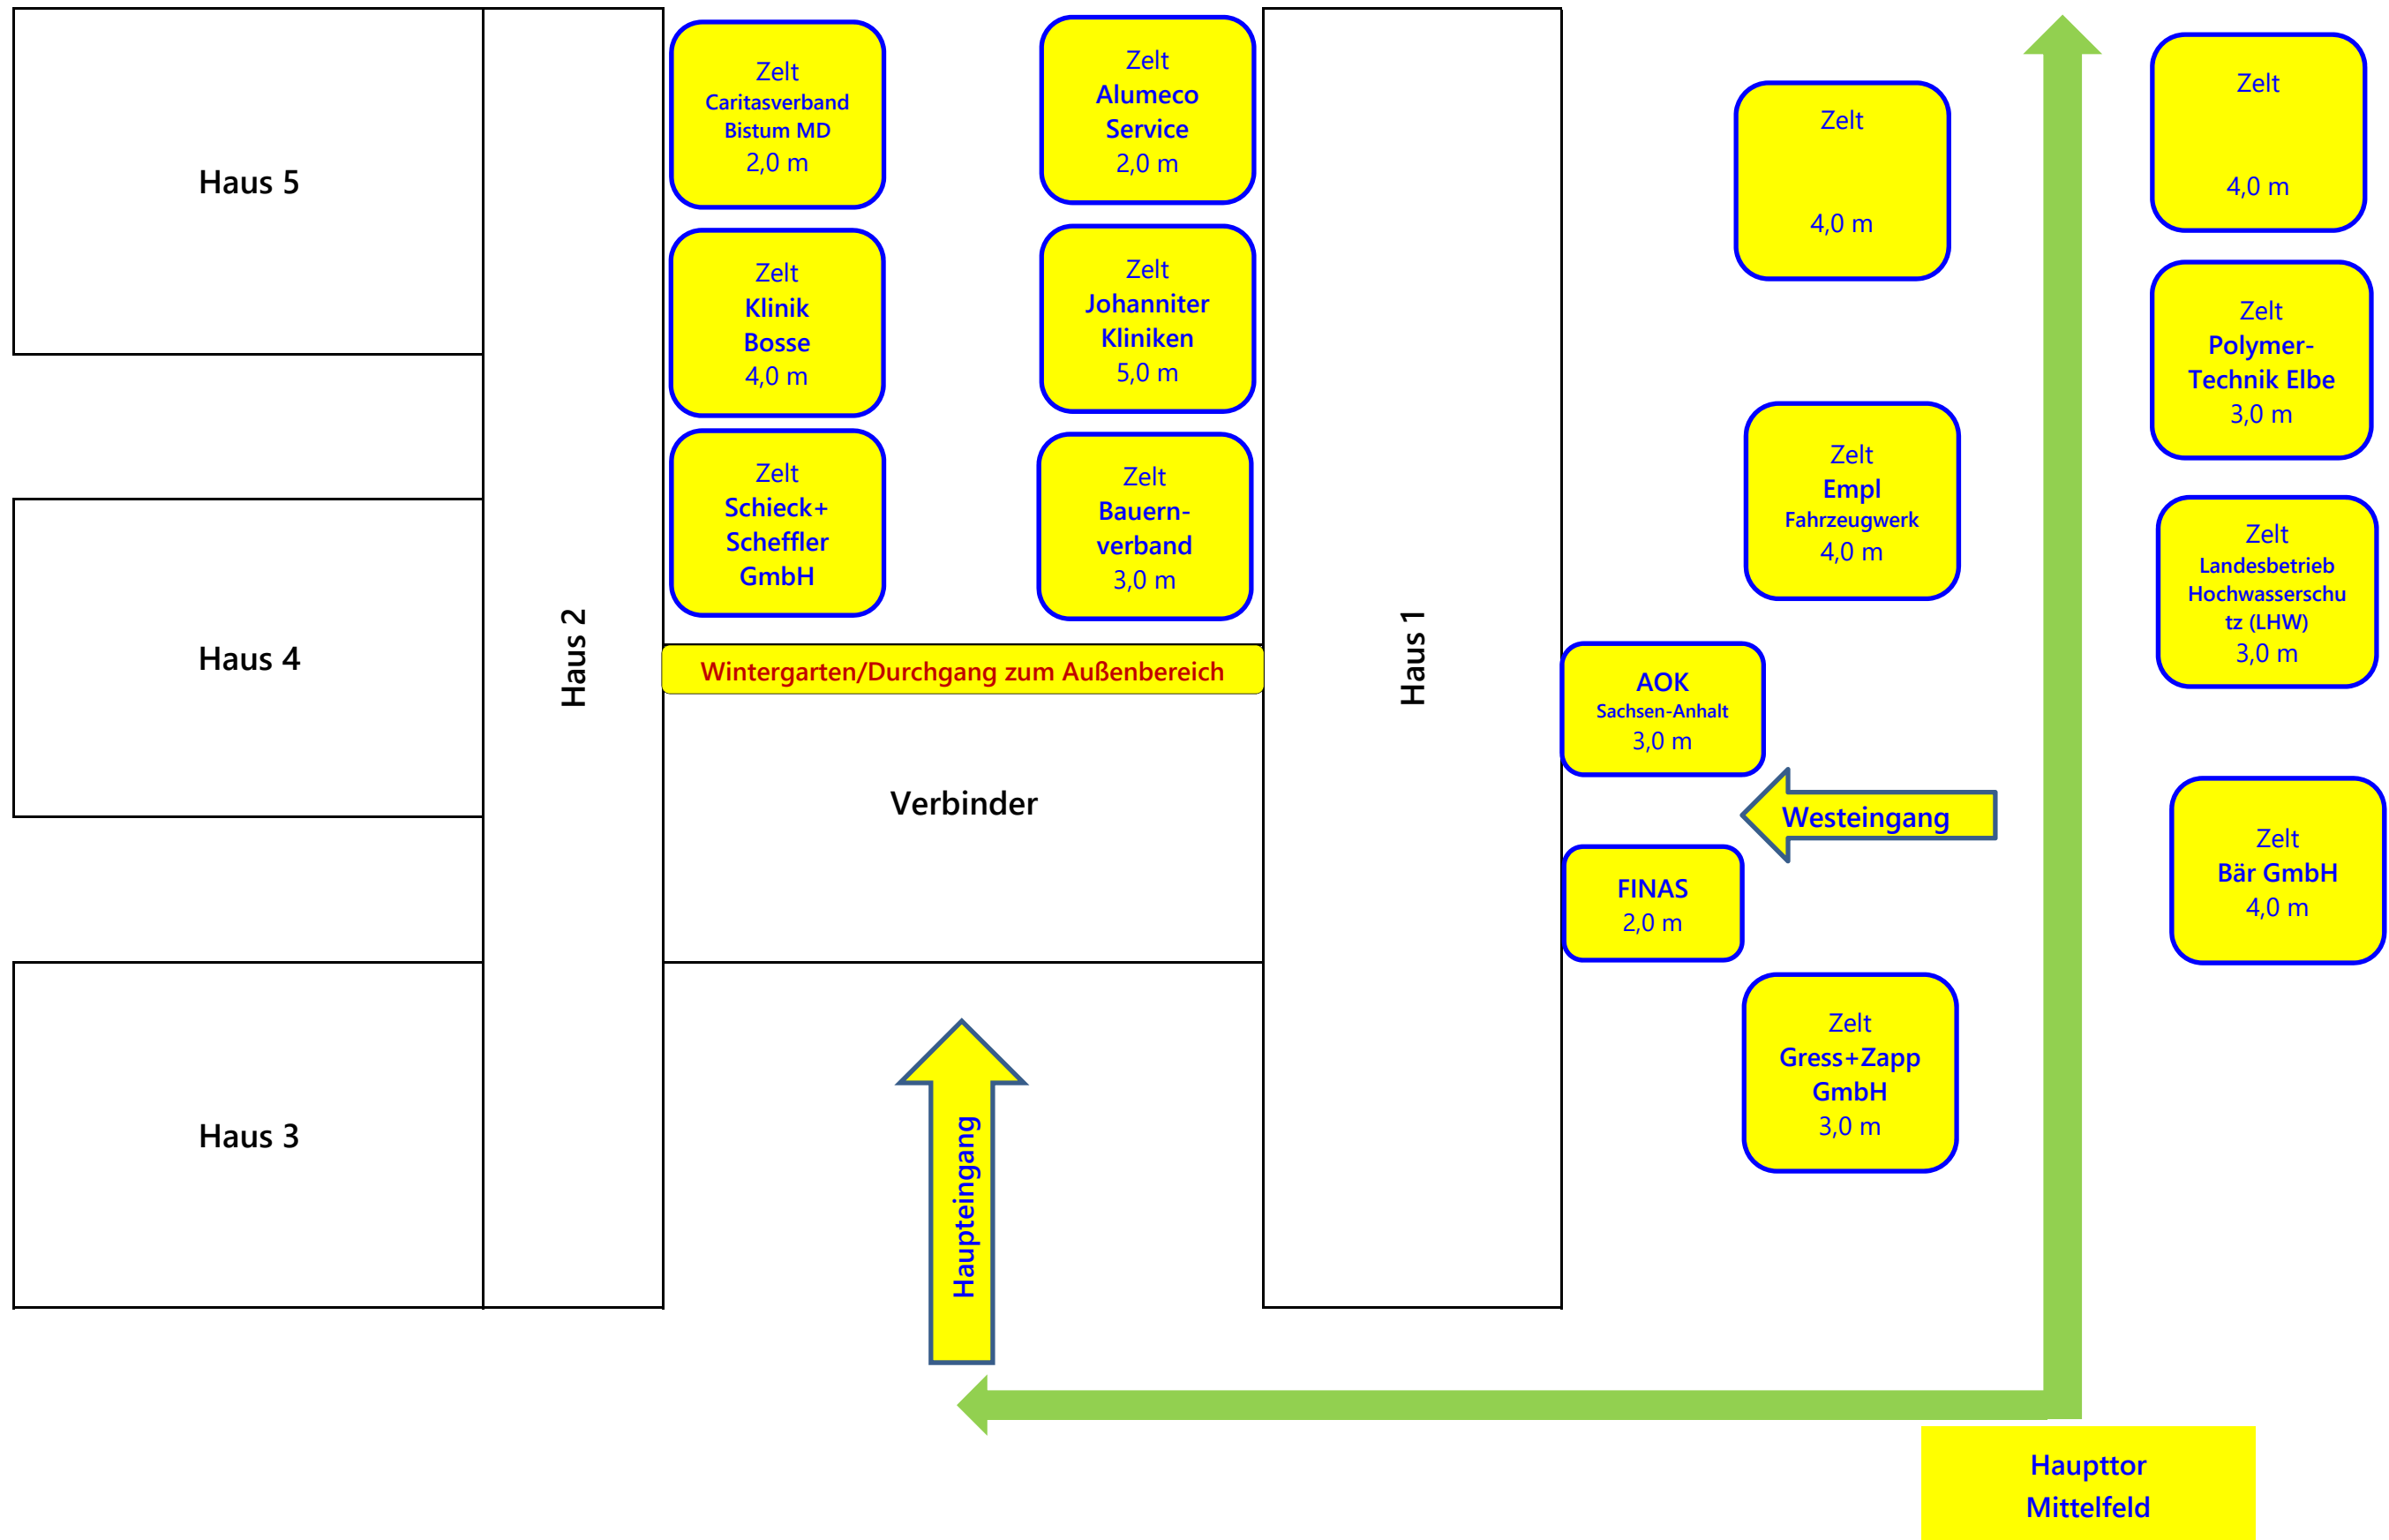 Haus 5
Haus 4
Haus 3
Haus 2
Zelt
Caritasverband
Bistum MD
2,0 m
Zelt
Klinik
Bosse
4,0 m
Zelt
Schieck+
Scheffler
GmbH
Zelt
Alumeco
Service
2,0 m
Zelt
Johanniter
Kliniken
5,0 m
Zelt
Bauern-
verband
3,0 m
Wintergarten/Durchgang zum Außenbereich
Verbinder
Haupteingang
Haus 1
Zelt
4,0 m
Zelt
Empl
Fahrzeugwerk
4,0 m
AOK
Sachsen-Anhalt
3,0 m
Westeingang
FINAS
2,0 m
Zelt
Gress+Zapp
GmbH
3,0 m
Zelt
4,0 m
Zelt
Polymer-
Technik Elbe
3,0 m
Zelt
Landesbetrieb
Hochwasserschu
tz (LHW)
3,0 m
Zelt
Bär GmbH
4,0 m
Haupttor
Mittelfeld